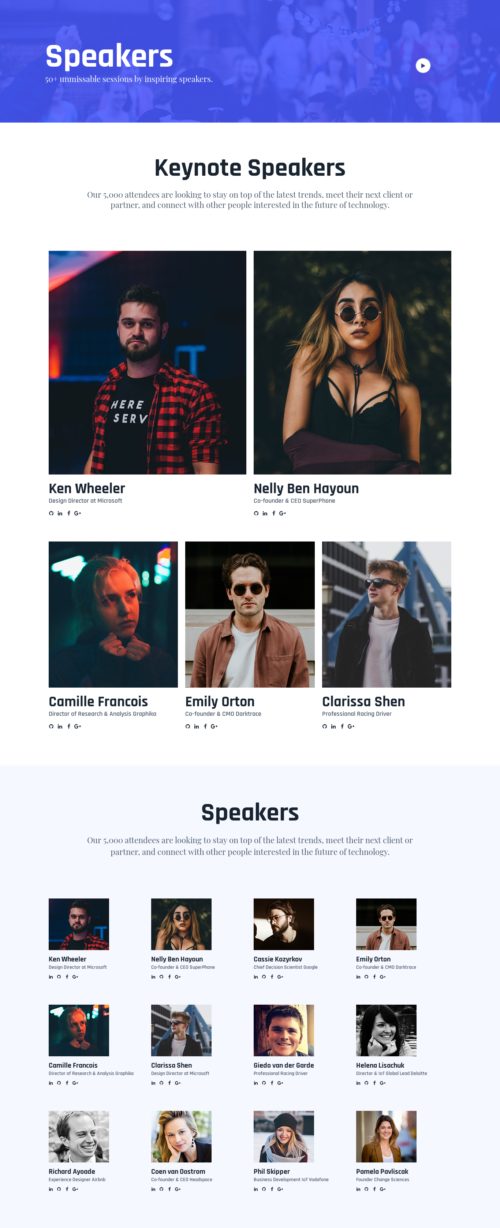 Speakers
50+ unmissable sessions by inspiring speakers.
Keynote Speakers
Our 5,000 attendees are looking to stay on top of the latest trends, meet their next client or
partner, and connect with other people interested in the future of technology.
HERE
SERV
Ken Wheeler
Design Director at Microsoft
Nelly Ben Hayoun
Co-founder & CEO SuperPhone
Camille Francois
Director of Research & Analysis Graphika
Emily Orton
Co-founder & CMO Darktrace
Clarissa Shen
Professional Racing Driver
Speakers
Our 5,000 attendees are looking to stay on top of the latest trends, meet their next client or
partner, and connect with other people interested in the future of technology.
Ken Wheeler
Design Director at Microsoft
Nelly Ben Hayoun
Co-founder & CEO SuperPhone
Cassie Kozyrkov
Chief Decision Scientist Google
Emily Orton
Co-founder & CMO Darktrace
Camille Francois
Director of Research & Analysis Graphika
Clarissa Shen
Design Director at Microsoft
Giedo van der Garde
Professional Racing Driver
Helena Lisachuk
Director & IoT Global Lead Deloitte
Richard Ayoade
Experience Designer Airbnb
Coen van Oostrom
Co-founder & CEO Headspace
Phil Skipper
Business Development IoT Vodafone
Pamela Pavliscak
Founder Change Sciences